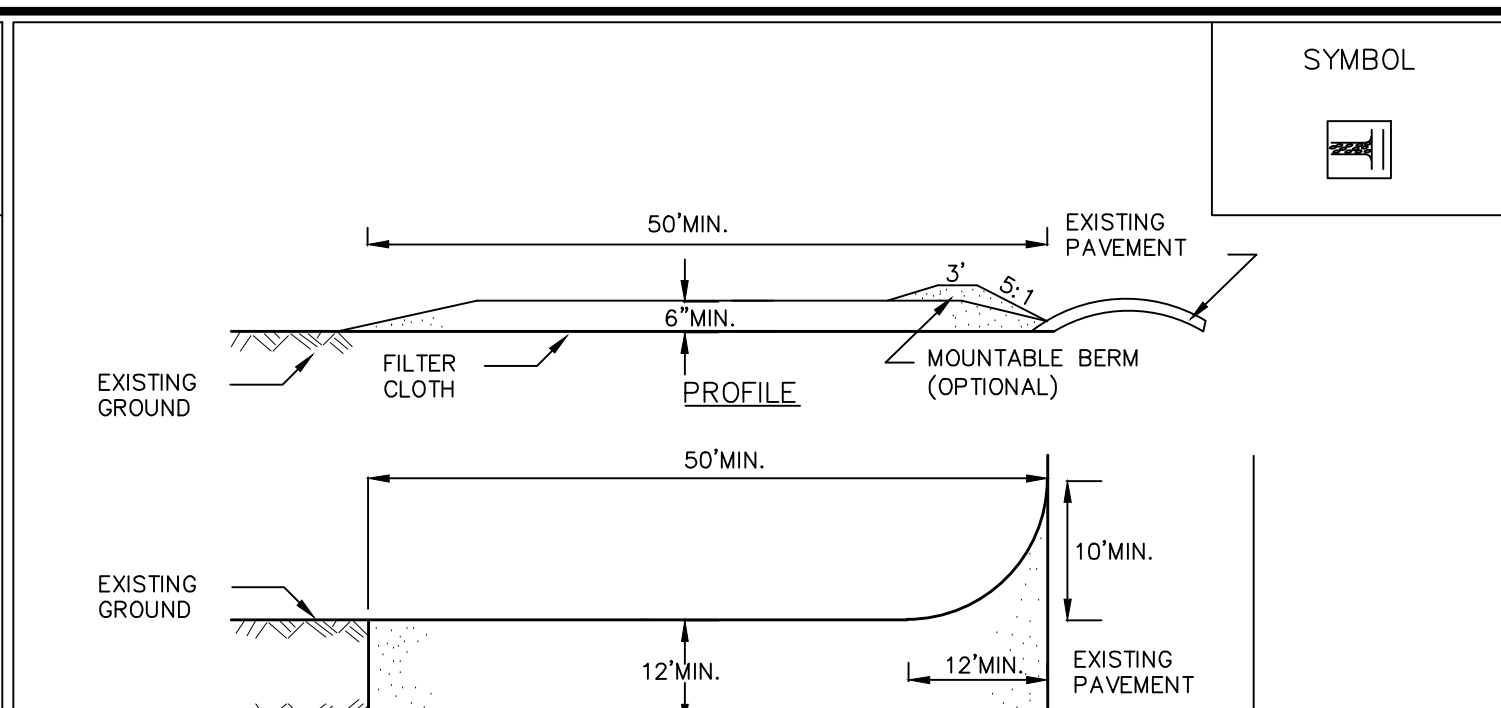 SYMBOL
50'MIN.
EXISTING
PAVEMENT
3'
5:1
6"MIN.
FILTER
CLOTH
MOUNTABLE BERM
(OPTIONAL)
EXISTING
GROUND
PROFILE
50'MIN.
10'MIN.
EXISTING
GROUND
12'MIN.
12'MIN.
EXISTING
PAVEMENT